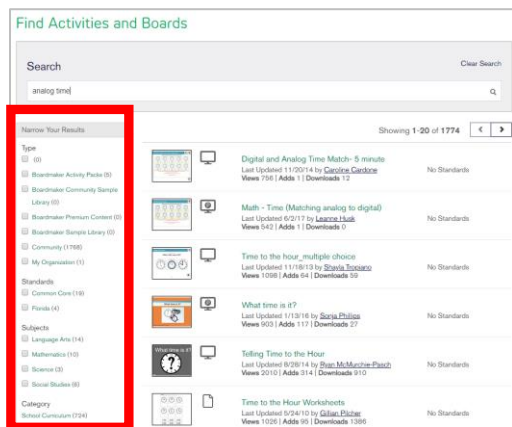 Find Activities and Boards
Search
Clear Search
analog time
Narrow Your Results
Showing 1-20 of 1774
Type
(0)
Boardmaker Activity Packs (5)
Boardmaker Community Sample
Library (0)
Boardmaker Premium Content (0)
Boardmaker Sample Library (0)
Community (1768)
My Organization (1)
Standards
Common Core (19)
Florida (4)
Subjects
Language Arts (14)
Mathematics (10)
Science (3)
Social Studies (6)
Category
School Curriculum (724)
Digital and Analog Time Match- 5 minute
Last Updated 11/20/14 by Caroline Cardone
Views 756 | Adds 1 | Downloads 12
No Standards
Math - Time (Matching analog to digital)
Last Updated 6/2/17 by Leanne Husk
Views 542 | Adds 1 | Downloads 0
No Standards
Time to the hour_multiple choice
Last Updated 11/18/13 by Shayla Tropiano
Views 1098 | Adds 64 | Downloads 59
No Standards
What time is it?
Last Updated 1/13/16 by Sonja Philips
Views 903 | Adds 117 | Downloads 27
No Standards
What time is it?
Telling Time to the Hour
Last Updated 8/28/14 by Ryan McMurchie-Pasch
Views 2010 | Adds 314 | Downloads 910
No Standards
Time to the Hour Worksheets
Last Updated 5/24/10 by Gillian Pilcher
Views 1026 | Adds 95 | Downloads 1386
No Standards